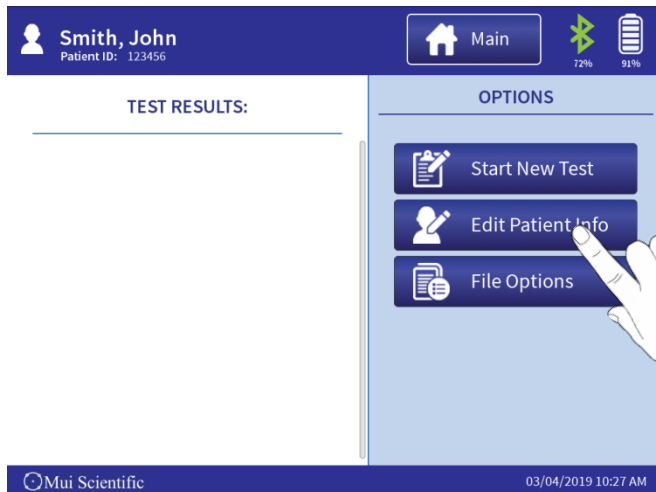 Smith, John
Patient ID: 123456
Main
72%
91%
TEST RESULTS:
OPTIONS
Start New Test
Edit Patient Info
File Options
Mui Scientific
03/04/2019 10:27 AM